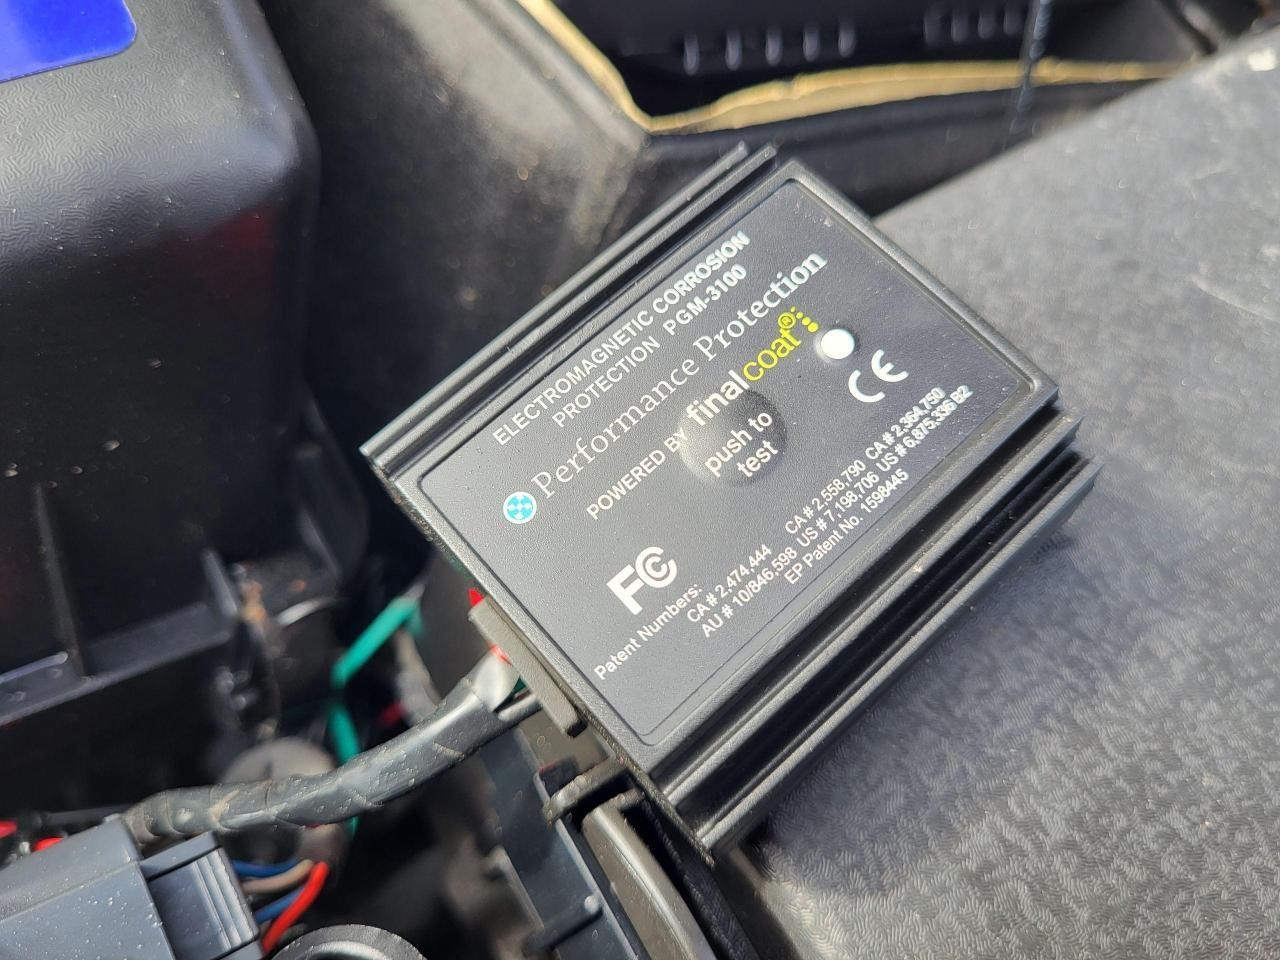 ELECTROMAGNETIC CORROSION
PROTECTION PGM-3100
Performance Protection
POWERED BY finalcoat®
push to
test
CE
FC
Patent Numbers:
CA # 2,474,444 CA # 2,558,790 CA # 2,364,750
AU # 10/846,598 US # 7,198,706 US # 6,875,336 B2
EP Patent No. 1598445